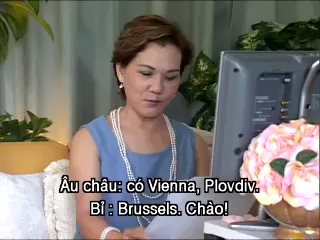 Âu châu: có Vienna, Plovdiv.
Bỉ : Brussels. Chào!